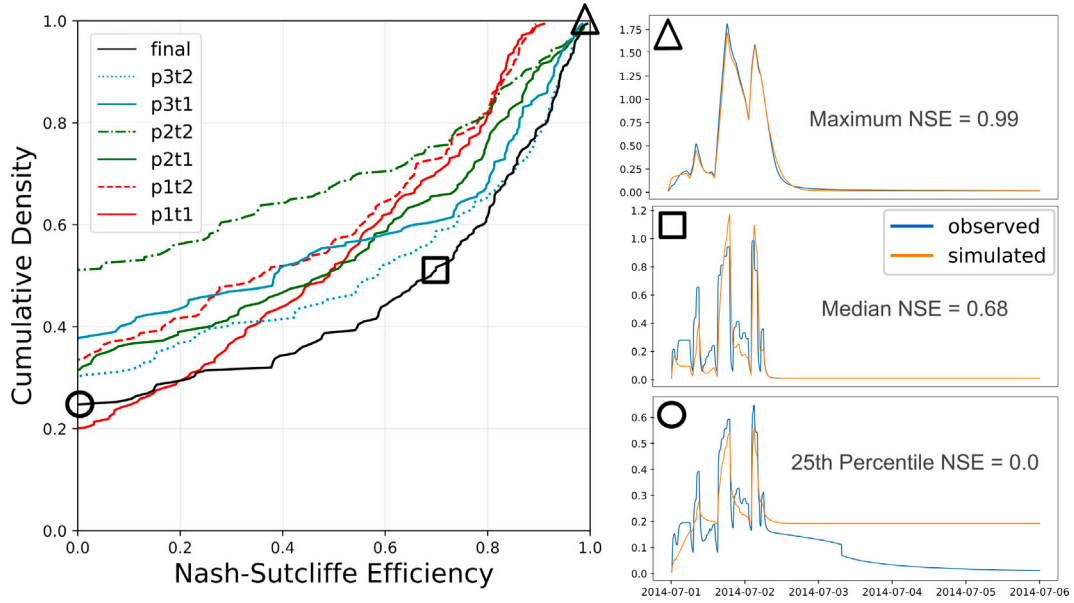 1.0
0.8
0.6
0.4
0.2
0.0
Cumulative Density
final
p3t2
p3t1
p2t2
p2t1
p1t2
p1t1
0.0 0.2 0.4 0.6 0.8 1.0
Nash-Sutcliffe Efficiency
1.75
1.50
1.25
1.00
0.75
0.50
0.25
0.00
Maximum NSE = 0.99
1.2
1.0
0.8
0.6
0.4
0.2
0.0
observed
simulated
Median NSE = 0.68
0.6
0.5
0.4
0.3
0.2
0.1
0.0
25th Percentile NSE = 0.0
2014-07-01 2014-07-02 2014-07-03 2014-07-04 2014-07-05 2014-07-06